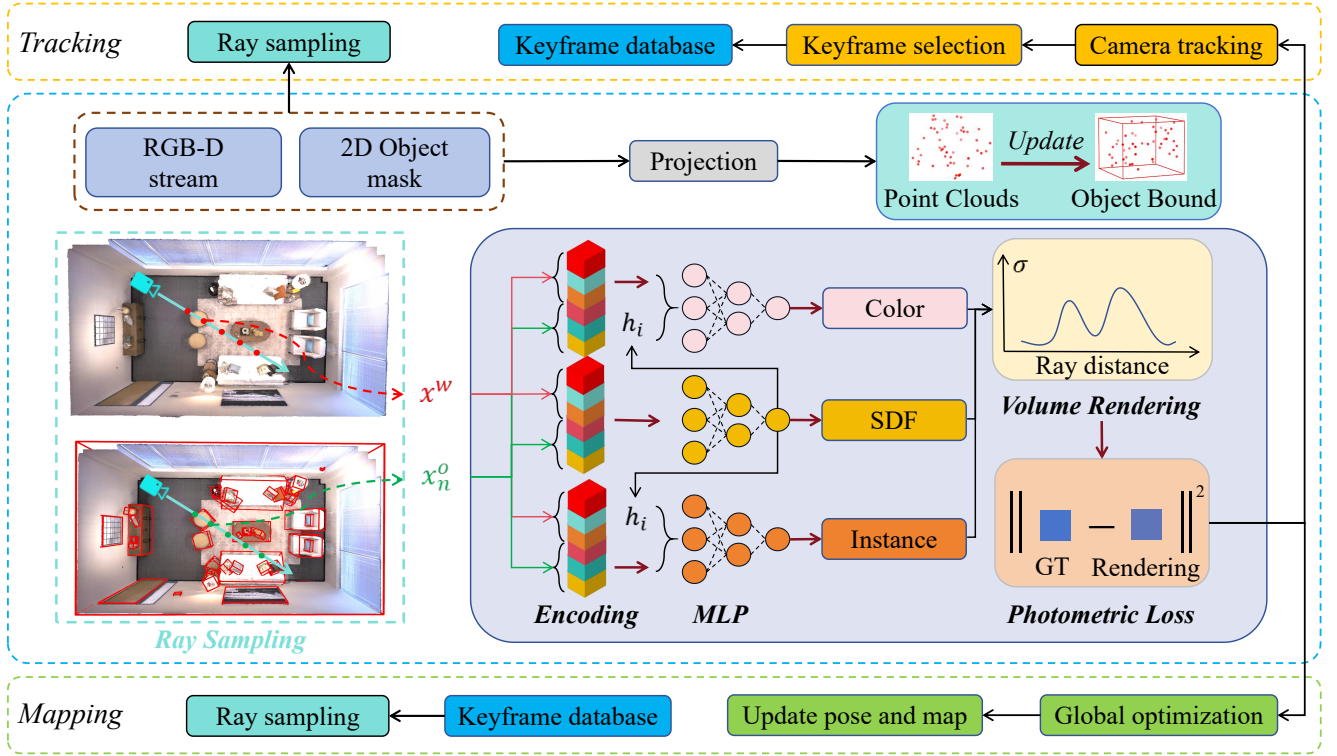 Tracking
Ray sampling
Keyframe database
Keyframe selection
Camera tracking
RGB-D
stream
2D Object
mask
Projection
Update
Point Clouds
Object Bound
x^w
x_n^o
h_i
h_i
Color
SDF
Instance
σ
Ray distance
Volume Rendering
2
GT
Rendering
Encoding
MLP
Photometric Loss
Ray Sampling
Mapping
Ray sampling
Keyframe database
Update pose and map
Global optimization